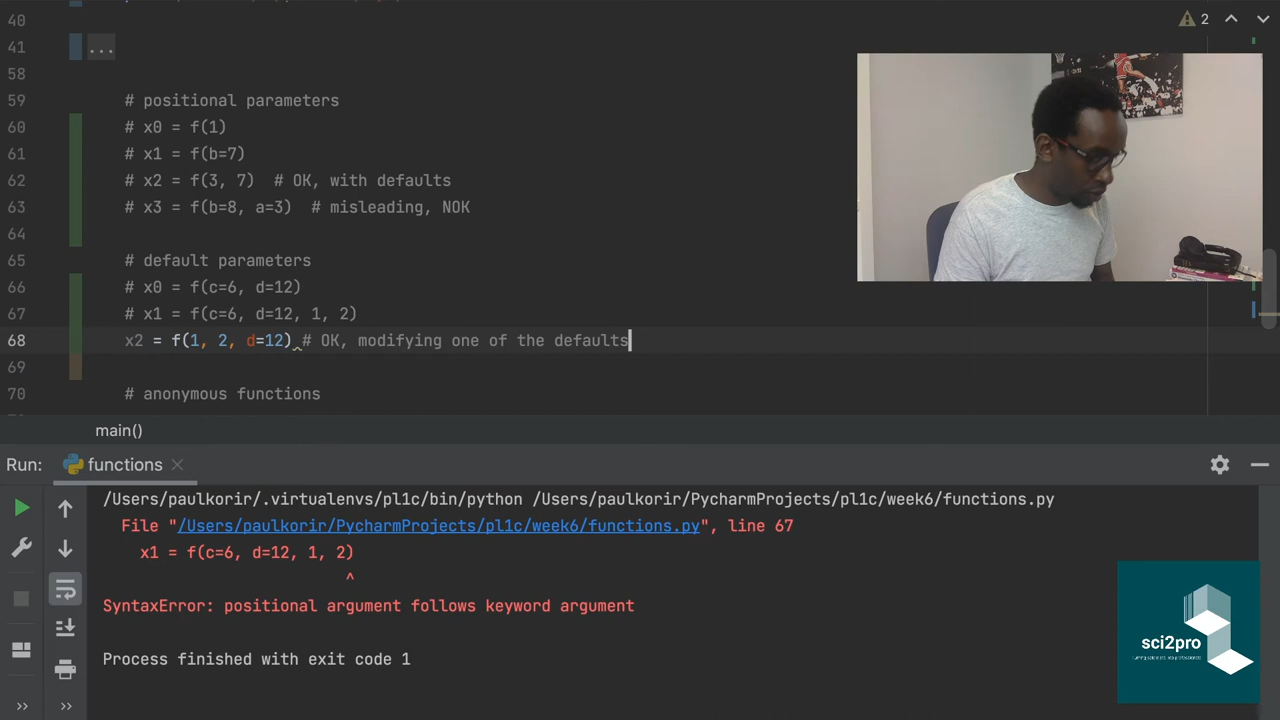 40
2
41 ...
58
59 # positional parameters
60 # x0 = f(1)
61 # x1 = f(b=7)
62 # x2 = f(3, 7)  # OK, with defaults
63 # x3 = f(b=8, a=3)  # misleading, NOK
64
65 # default parameters
66 # x0 = f(c=6, d=12)
67 # x1 = f(c=6, d=12, 1, 2)
68 x2 = f(1, 2, d=12) # OK, modifying one of the defaults
69
70 # anonymous functions
main()
Run: functions
/Users/paulkorir/.virtualenvs/pl1c/bin/python /Users/paulkorir/PycharmProjects/pl1c/week6/functions.py
File "/Users/paulkorir/PycharmProjects/pl1c/week6/functions.py", line 67
x1 = f(c=6, d=12, 1, 2)
^
SyntaxError: positional argument follows keyword argument
Process finished with exit code 1
sci2pro